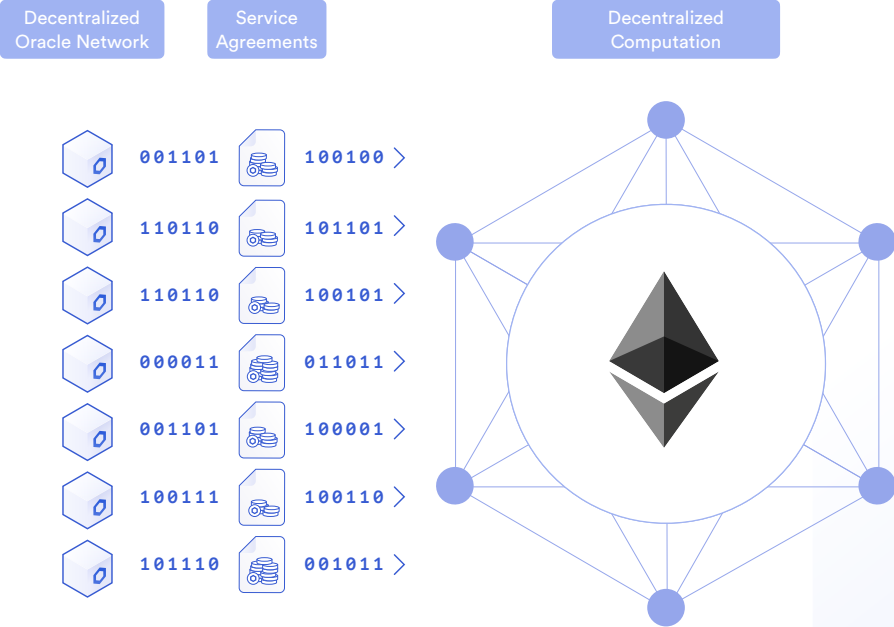 Decentralized
Oracle Network
Service
Agreements
Decentralized
Computation
001101 100100
110110 101101
110110 100101
000011 011011
001101 100001
100111 100110
101110 001011